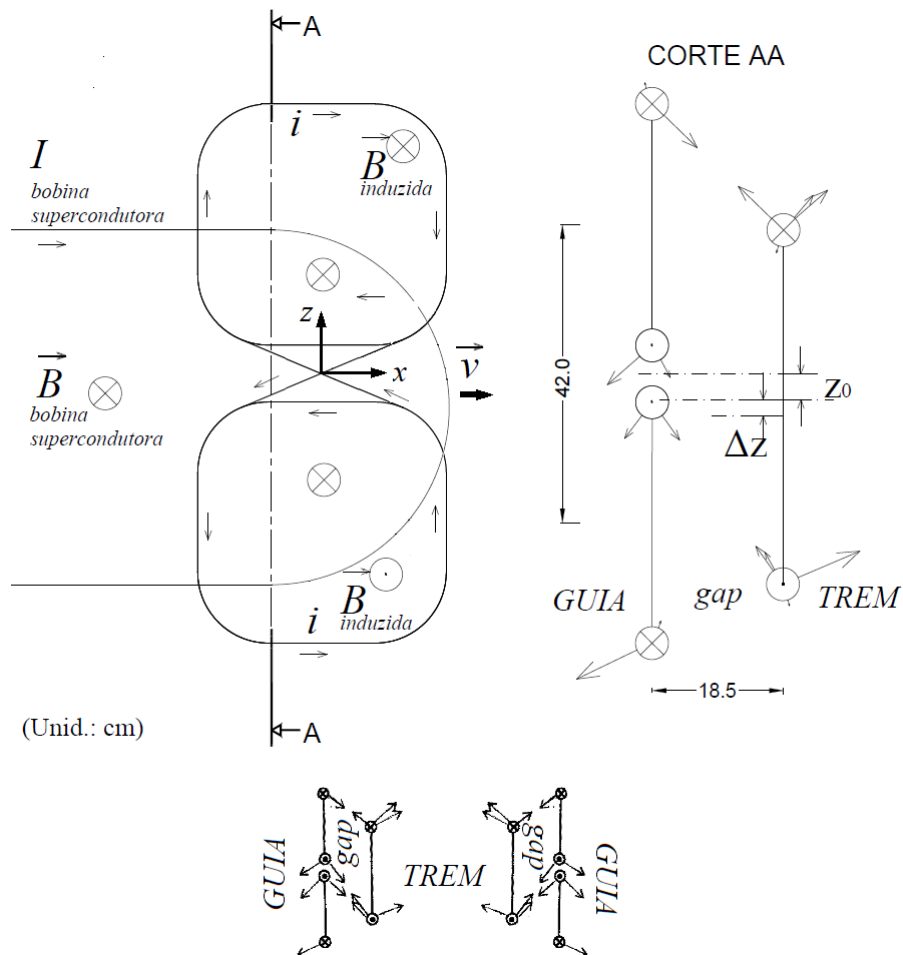 A
CORTE AA
i
I
B
induzida
bobina
supercondutora
z
x
v
B
bobina
supercondutora
42.0
Z0
ΔZ
B
induzida
i
GUIA
gap
TREM
18.5
(Unid.: cm)
A
GUIA
gap
TREM
gap
GUIA